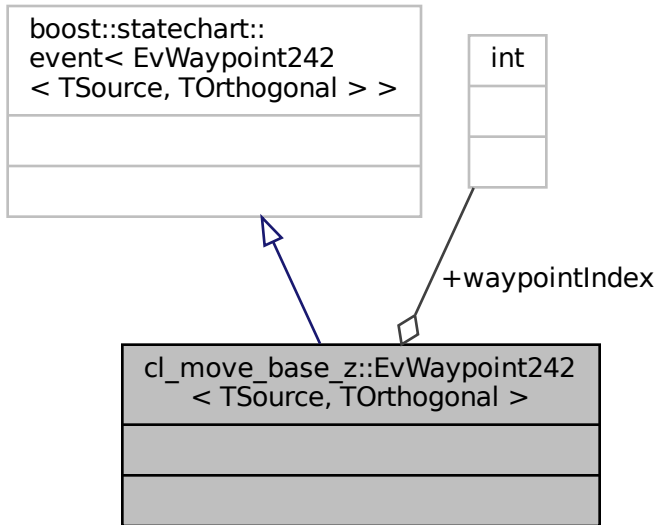 boost::statechart::
event< EvWaypoint242
< TSource, TOrthogonal > >
int
+waypointIndex
cl_move_base_z::EvWaypoint242
< TSource, TOrthogonal >